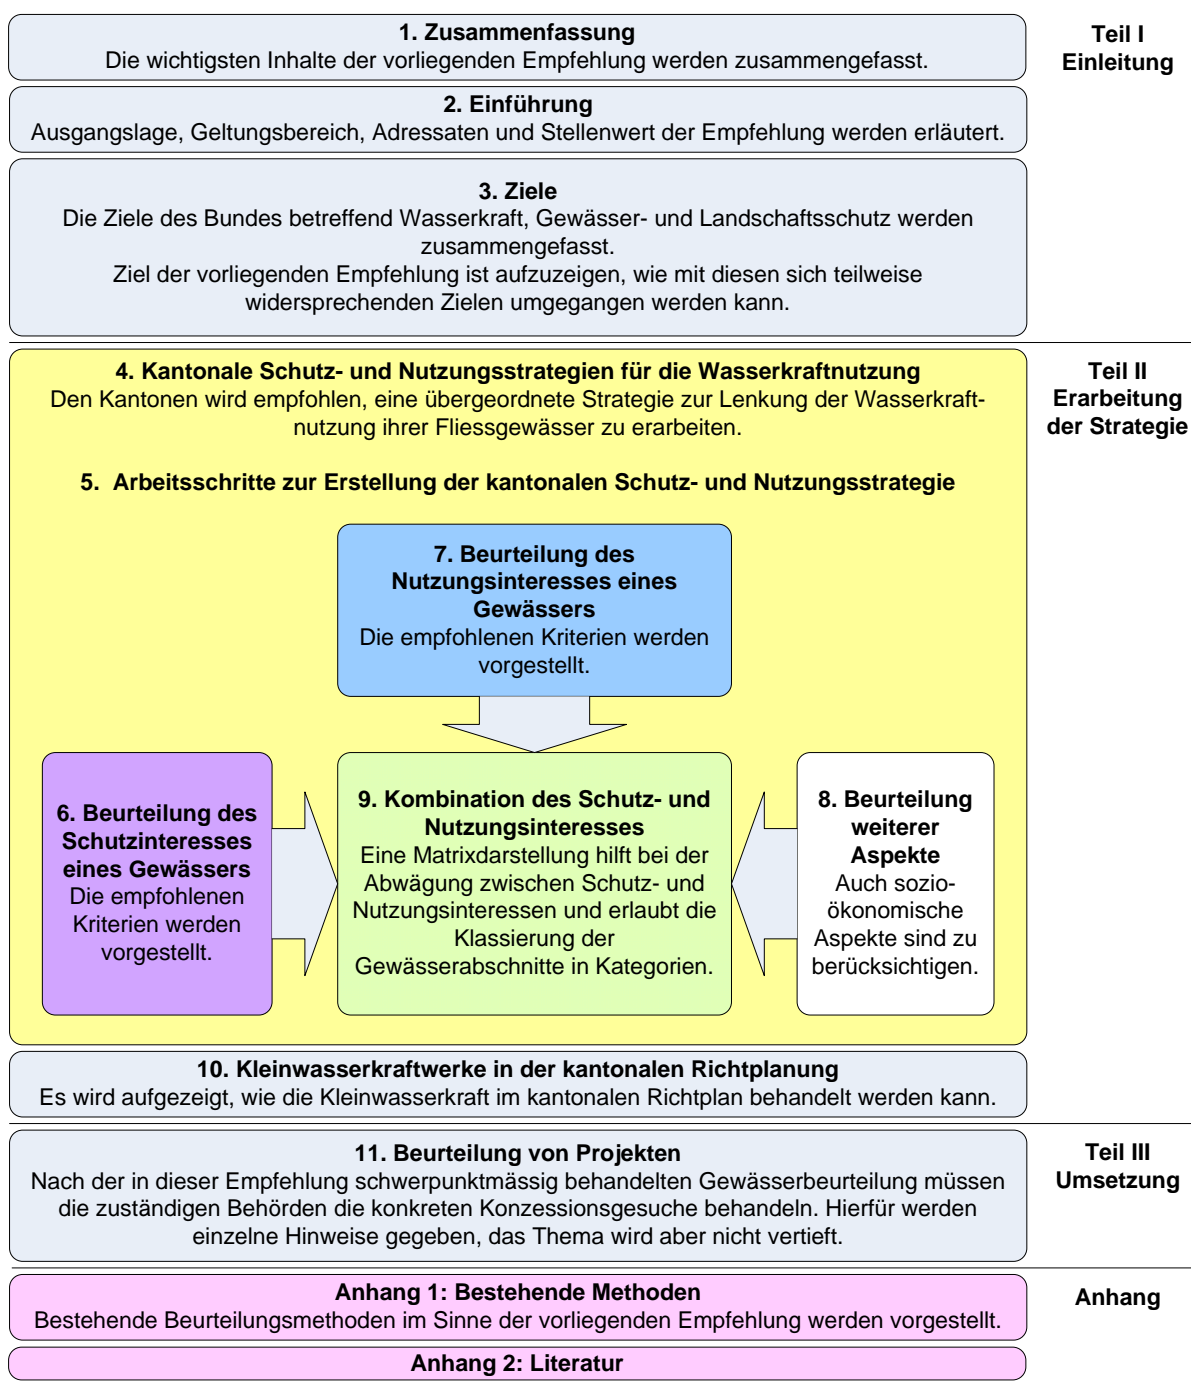 1. Zusammenfassung
Die wichtigsten Inhalte der vorliegenden Empfehlung werden zusammengefasst.
Teil I
Einleitung
2. Einführung
Ausgangslage, Geltungsbereich, Adressaten und Stellenwert der Empfehlung werden erläutert.
3. Ziele
Die Ziele des Bundes betreffend Wasserkraft, Gewässer- und Landschaftsschutz werden
zusammengefasst.
Ziel der vorliegenden Empfehlung ist aufzuzeigen, wie mit diesen sich teilweise
widersprechenden Zielen umgegangen werden kann.
4. Kantonale Schutz- und Nutzungsstrategien für die Wasserkraftnutzung
Den Kantonen wird empfohlen, eine übergeordnete Strategie zur Lenkung der Wasserkraft-
nutzung ihrer Fliessgewässer zu erarbeiten.
Teil II
Erarbeitung
der Strategie
5. Arbeitsschritte zur Erstellung der kantonalen Schutz- und Nutzungsstrategie
7. Beurteilung des
Nutzungsinteresses eines
Gewässers
Die empfohlenen Kriterien werden
vorgestellt.
6. Beurteilung des
Schutzinteresses
eines Gewässers
Die empfohlenen
Kriterien werden
vorgestellt.
9. Kombination des Schutz- und
Nutzungsinteresses
Eine Matrixdarstellung hilft bei der
Abwägung zwischen Schutz- und
Nutzungsinteressen und erlaubt die
Klassierung der
Gewässerabschnitte in Kategorien.
8. Beurteilung
weiterer
Aspekte
Auch sozio-
ökonomische
Aspekte sind zu
berücksichtigen.
10. Kleinwasserkraftwerke in der kantonalen Richtplanung
Es wird aufgezeigt, wie die Kleinwasserkraft im kantonalen Richtplan behandelt werden kann.
11. Beurteilung von Projekten
Nach der in dieser Empfehlung schwerpunktmässig behandelten Gewässerbeurteilung müssen
die zuständigen Behörden die konkreten Konzessionsgesuche behandeln. Hierfür werden
einzelne Hinweise gegeben, das Thema wird aber nicht vertieft.
Teil III
Umsetzung
Anhang 1: Bestehende Methoden
Bestehende Beurteilungsmethoden im Sinne der vorliegenden Empfehlung werden vorgestellt.
Anhang
Anhang 2: Literatur